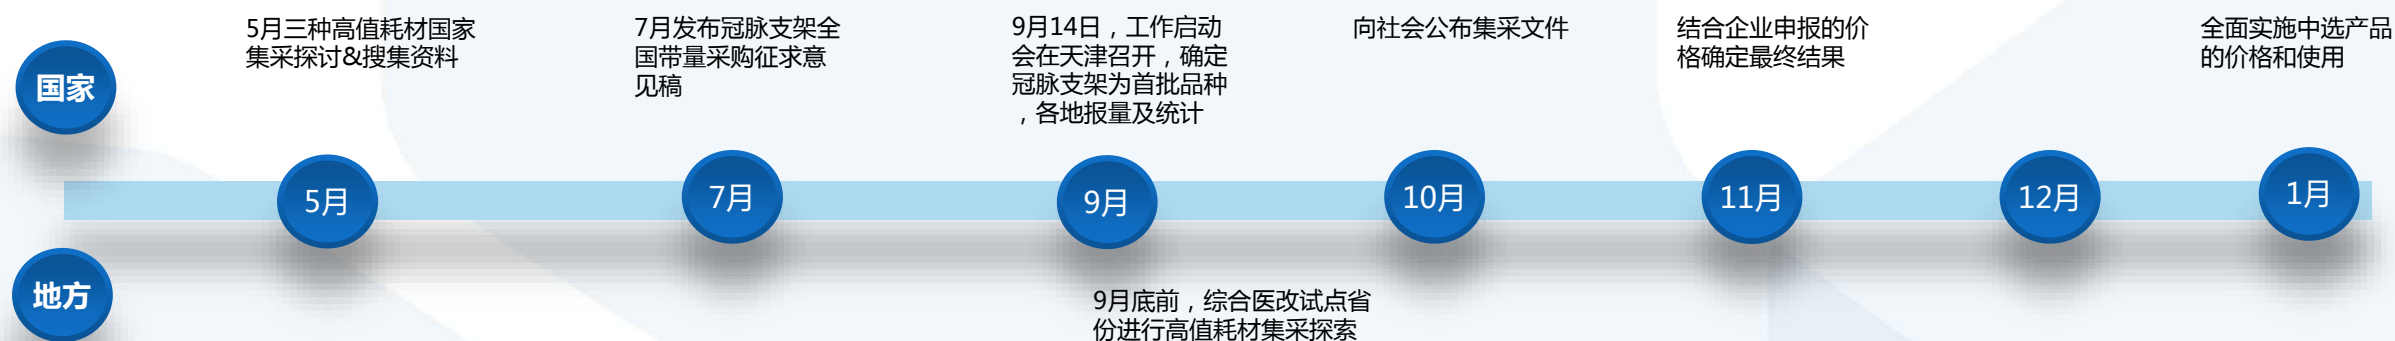 5月三种高值耗材国家
集采探讨&搜集资料
7月发布冠脉支架全
国带量采购征求意
见稿
9月14日，工作启动
会在天津召开，确定
冠脉支架为首批品种
，各地报量及统计
向社会公布集采文件
结合企业申报的价
格确定最终结果
全面实施中选产品
的价格和使用
国家
5月
7月
9月
10月
11月
12月
1月
地方
9月底前，综合医改试点省
份进行高值耗材集采探索